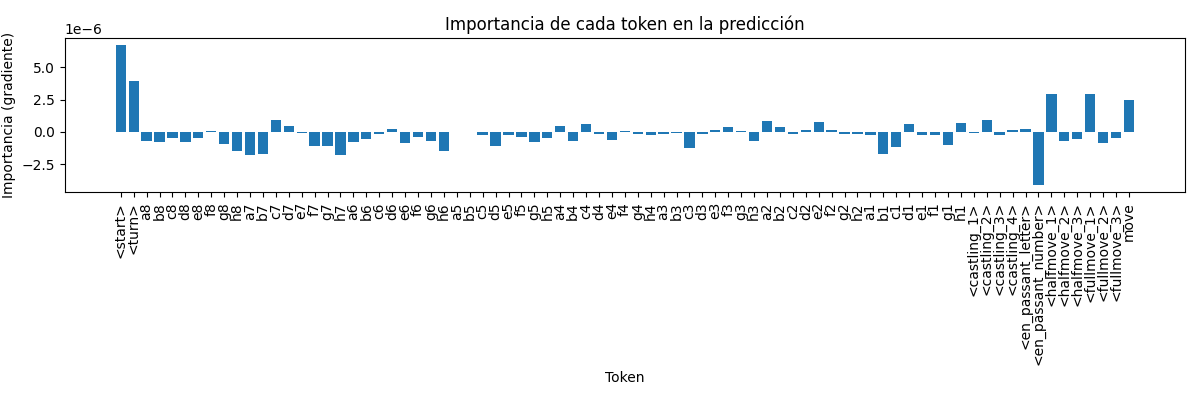 Importancia de cada token en la predicción
1e−6
Importancia (gradiente)
5.0
2.5
0.0
−2.5
<start>
<turn>
a8
b8
c8
d8
e8
f8
g8
h8
a7
b7
c7
d7
e7
f7
g7
h7
a6
b6
c6
d6
e6
f6
g6
h6
a5
b5
c5
d5
e5
f5
g5
h5
a4
b4
c4
d4
e4
f4
g4
h4
a3
b3
c3
d3
e3
f3
g3
h3
a2
b2
c2
d2
e2
f2
g2
h2
a1
b1
c1
d1
e1
f1
g1
h1
<castling_1>
<castling_2>
<castling_3>
<castling_4>
<en_passant_letter>
<en_passant_number>
<halfmove_1>
<halfmove_2>
<halfmove_3>
<fullmove_1>
<fullmove_2>
<fullmove_3>
move
Token